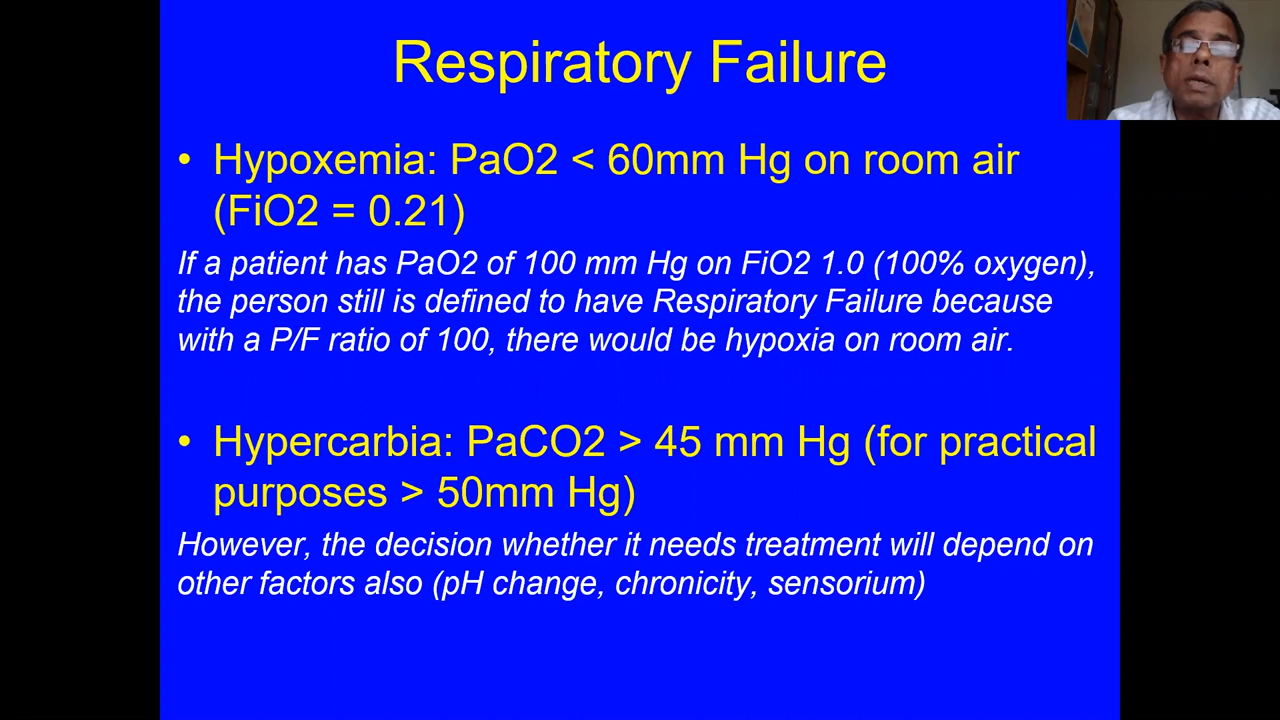 Respiratory Failure
• Hypoxemia: PaO2 < 60mm Hg on room air
(FiO2 = 0.21)
If a patient has PaO2 of 100 mm Hg on FiO2 1.0 (100% oxygen),
the person still is defined to have Respiratory Failure because
with a P/F ratio of 100, there would be hypoxia on room air.
• Hypercarbia: PaCO2 > 45 mm Hg (for practical
purposes > 50mm Hg)
However, the decision whether it needs treatment will depend on
other factors also (pH change, chronicity, sensorium)